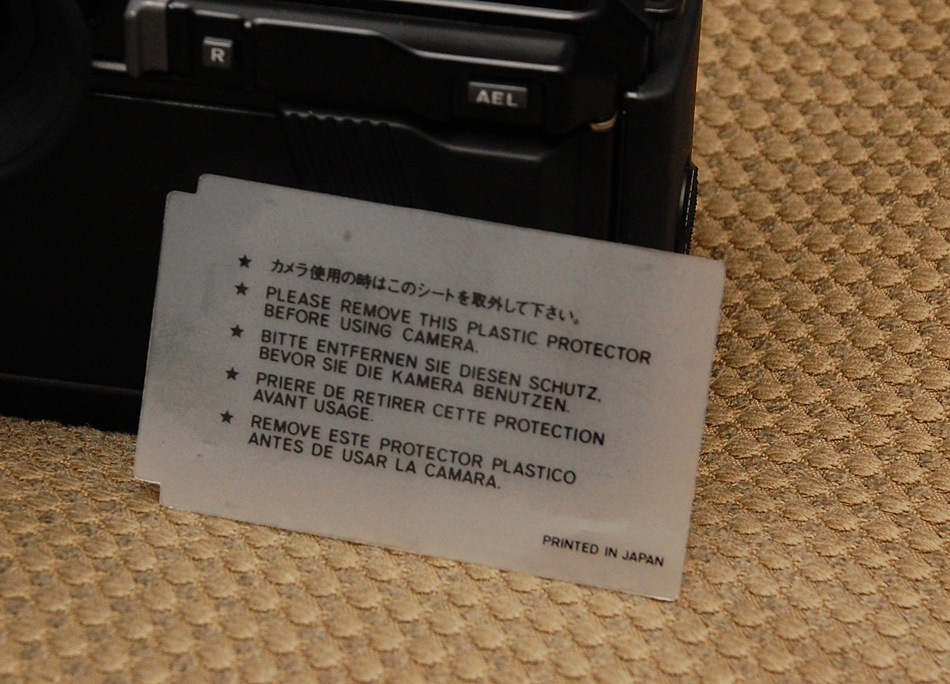 R
AEL
★ カメラ使用の時はこのシートを取外して下さい。
★ PLEASE REMOVE THIS PLASTIC PROTECTOR
BEFORE USING CAMERA.
★ BITTE ENTFERNEN SIE DIESEN SCHUTZ,
BEVOR SIE DIE KAMERA BENUTZEN.
★ PRIERE DE RETIRER CETTE PROTECTION
AVANT USAGE.
★ REMOVE ESTE PROTECTOR PLASTICO
ANTES DE USAR LA CAMARA.
PRINTED IN JAPAN